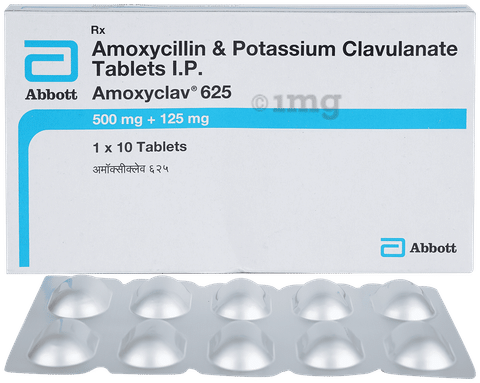 Rx
Amoxycillin & Potassium Clavulanate
Tablets I.P.
Abbott
Amoxyclav® 625
1mg
500 mg + 125 mg
1 x 10 Tablets
अमॉक्सीक्लेव ६२५
Abbott